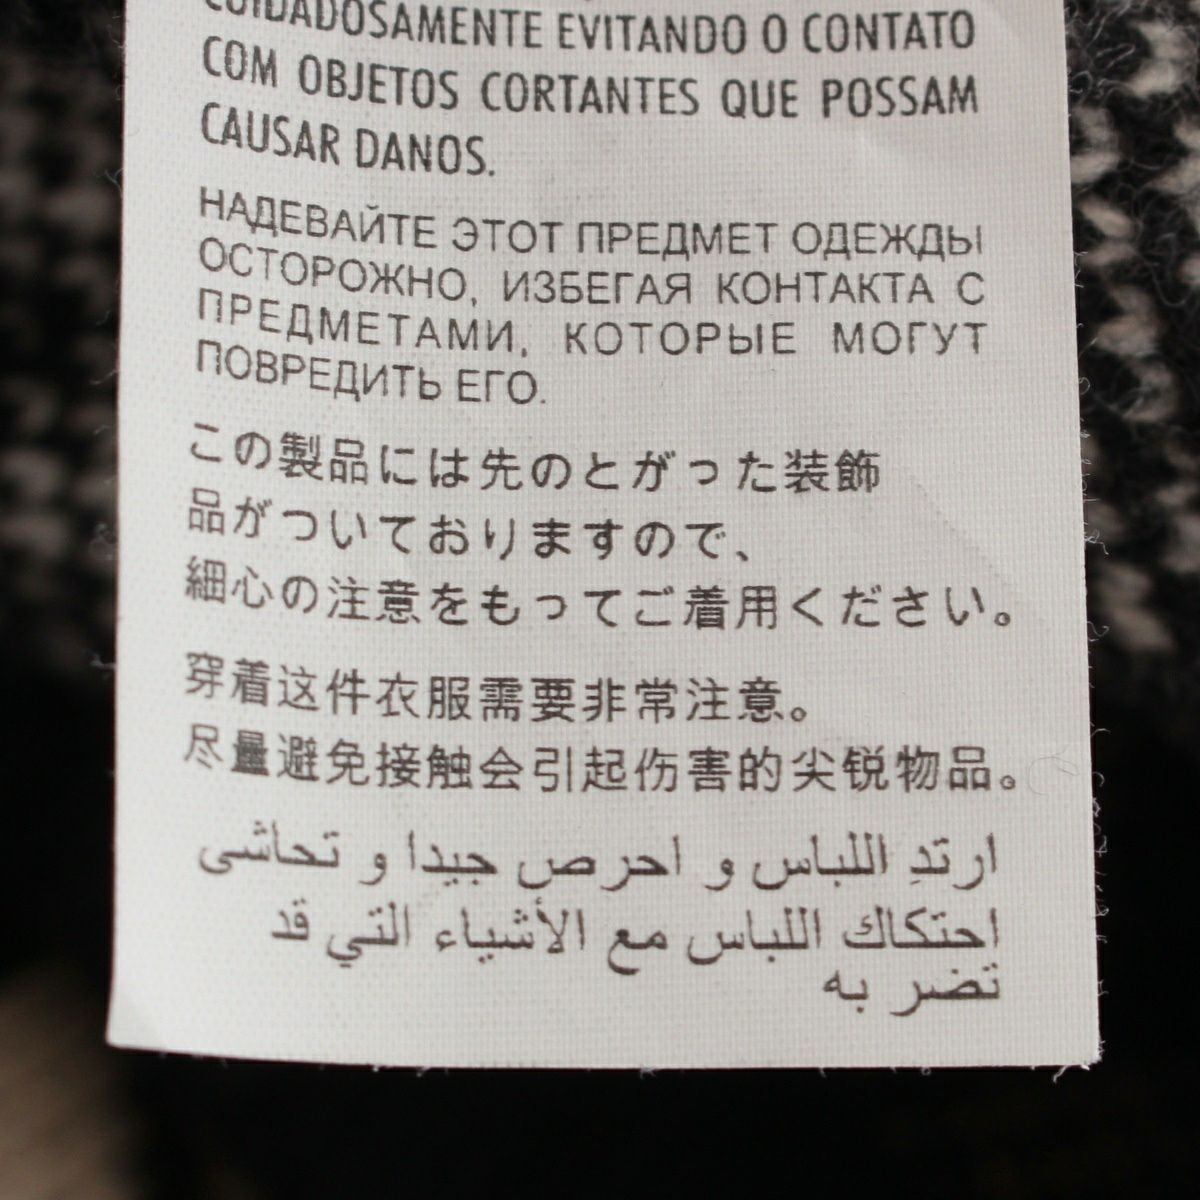 CUIDADOSAMENTE EVITANDO O CONTATO
COM OBJETOS CORTANTES QUE POSSAM
CAUSAR DANOS.
НАДЕВАЙТЕ ЭТОТ ПРЕДМЕТ ОДЕЖДЫ
ОСТОРОЖНО, ИЗБЕГАЯ КОНТАКТА С
ПРЕДМЕТАМИ, КОТОРЫЕ МОГУТ
ПОВРЕДИТЬ ЕГО.
この製品には先のとがった装飾
品がついておりますので、
細心の注意をもってご着用ください。
穿着这件衣服需要非常注意。
尽量避免接触会引起伤害的尖锐物品。
ارتدِ اللباس و احرص جيدا و تحاشى
احتكاك اللباس مع الأشياء التي قد
تضر به